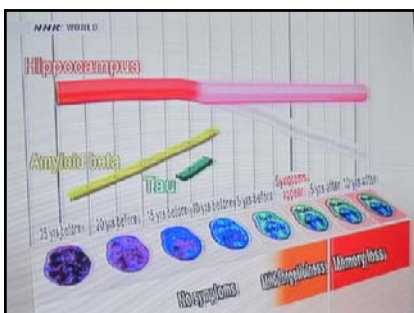 NHK WORLD
Hippocampus
Amyloid beta
Tau
25 yrs before 20 yrs before 15 yrs before 10 yrs before 5 yrs before Symptoms appear 5 yrs after 10 yrs after
No symptoms
Mild forgetfulness
Memory loss